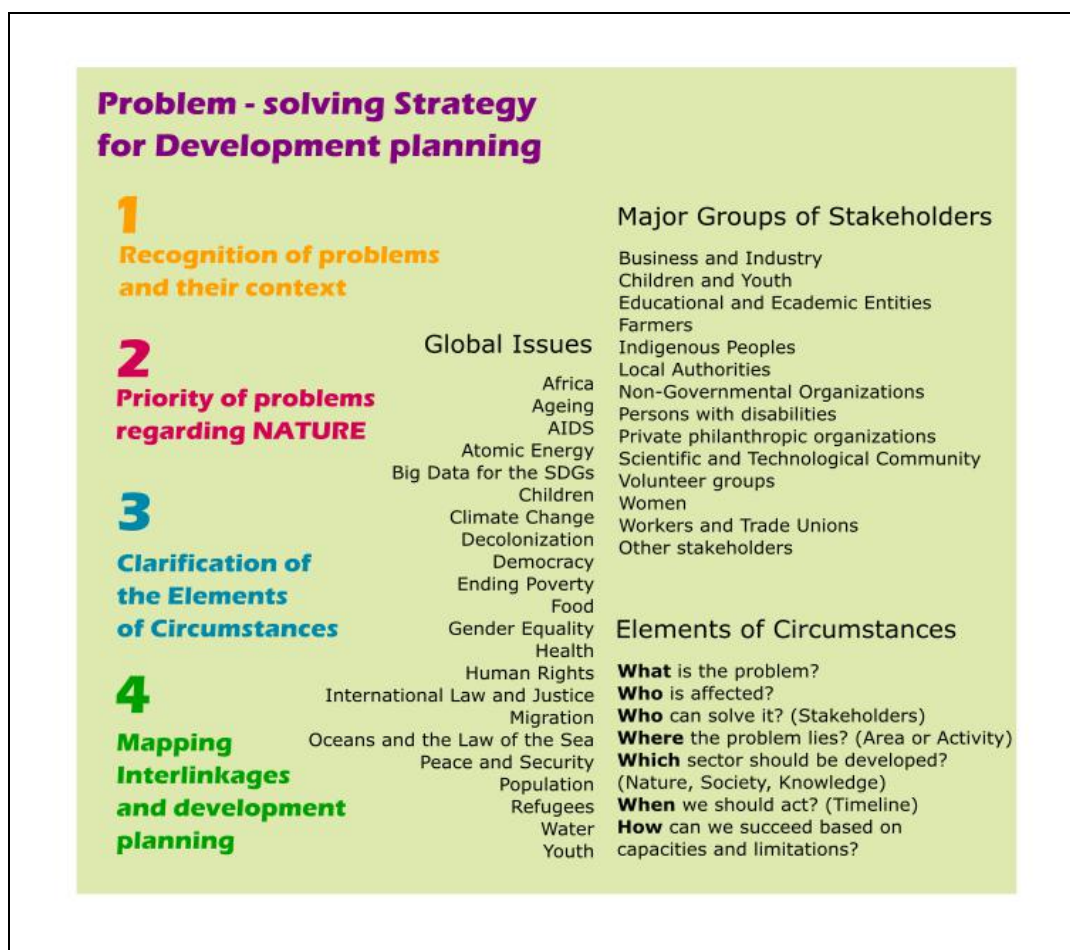 Problem - solving Strategy
for Development planning
1
Recognition of problems
and their context
2
Priority of problems
regarding NATURE
3
Clarification of
the Elements
of Circumstances
4
Mapping
Interlinkages
and development
planning
Global Issues
Africa
Ageing
AIDS
Atomic Energy
Big Data for the SDGs
Children
Climate Change
Decolonization
Democracy
Ending Poverty
Food
Gender Equality
Health
Human Rights
International Law and Justice
Migration
Oceans and the Law of the Sea
Peace and Security
Population
Refugees
Water
Youth
Major Groups of Stakeholders
Business and Industry
Children and Youth
Educational and Ecademic Entities
Farmers
Indigenous Peoples
Local Authorities
Non-Governmental Organizations
Persons with disabilities
Private philanthropic organizations
Scientific and Technological Community
Volunteer groups
Women
Workers and Trade Unions
Other stakeholders
Elements of Circumstances
What is the problem?
Who is affected?
Who can solve it? (Stakeholders)
Where the problem lies? (Area or Activity)
Which sector should be developed?
(Nature, Society, Knowledge)
When we should act? (Timeline)
How can we succeed based on
capacities and limitations?